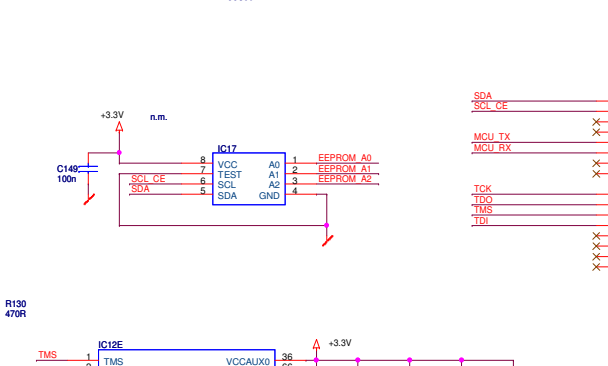 +3.3V
n.m.
IC17
C149
100n
8 VCC A0 1 EEPROM_A0
7 TEST A1 2 EEPROM_A1
SCL_CE 6 SCL A2 3 EEPROM_A2
SDA 5 SDA GND 4
SDA
SCL_CE
MCU_TX
MCU_RX
TCK
TDO
TMS
TDI
R130
470R
IC12E
+3.3V
TMS 1 TMS VCCAUX0 36